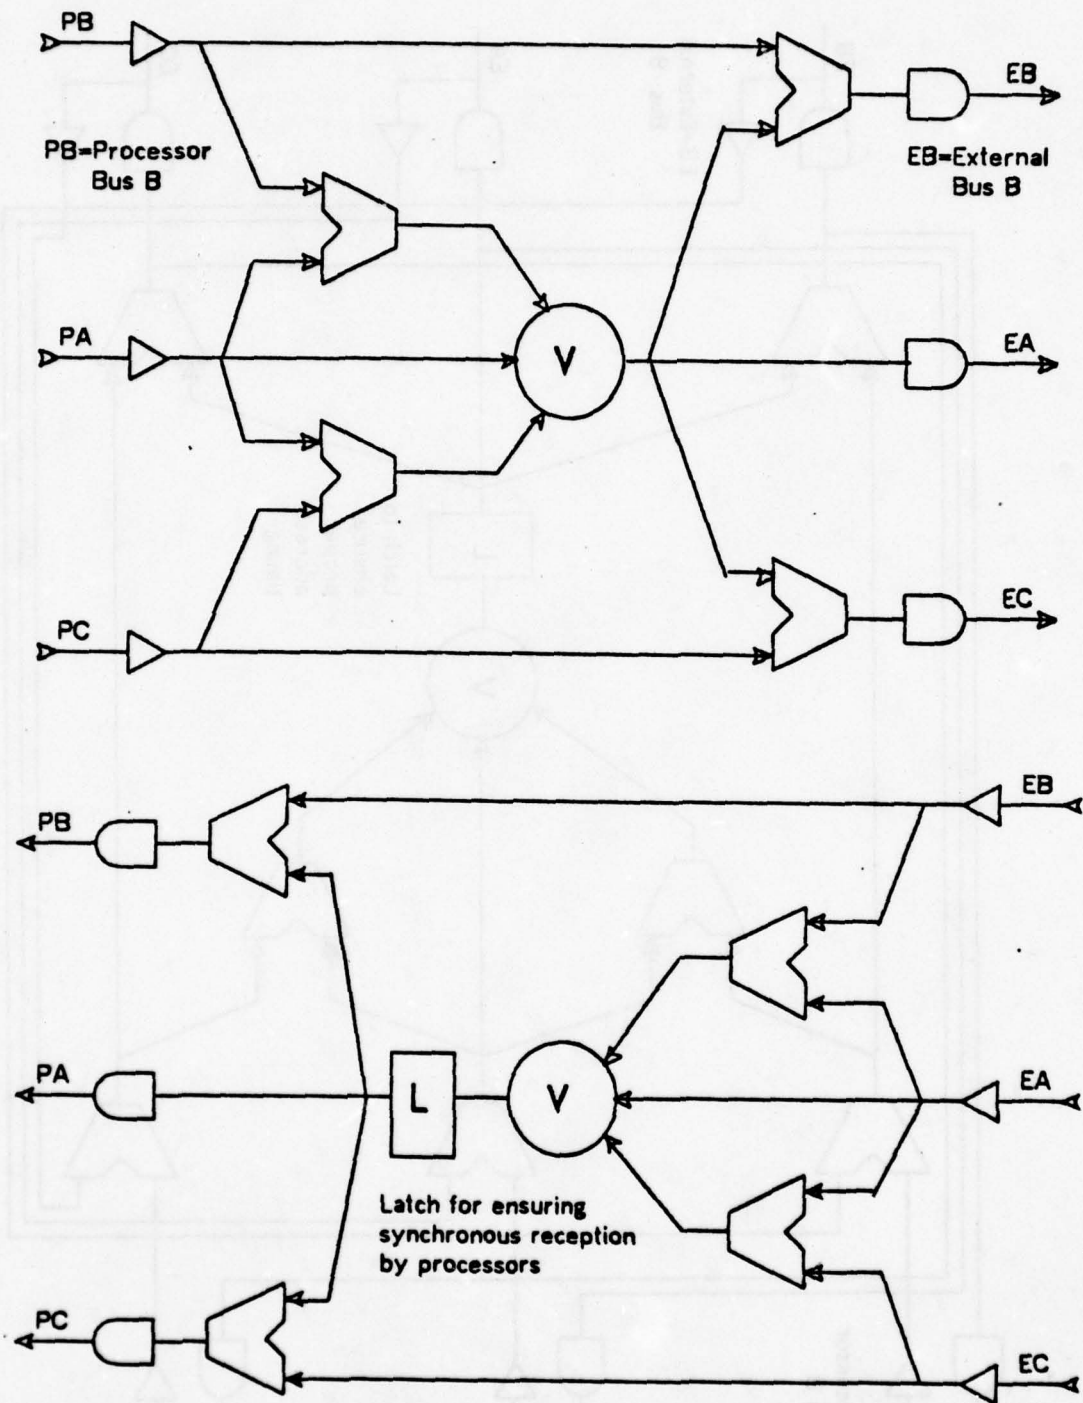 PB
EB
PB=Processor
Bus B
EB=External
Bus B
PA
V
EA
PC
EC
PB
EB
PA
L
V
EA
Latch for ensuring
synchronous reception
by processors
PC
EC